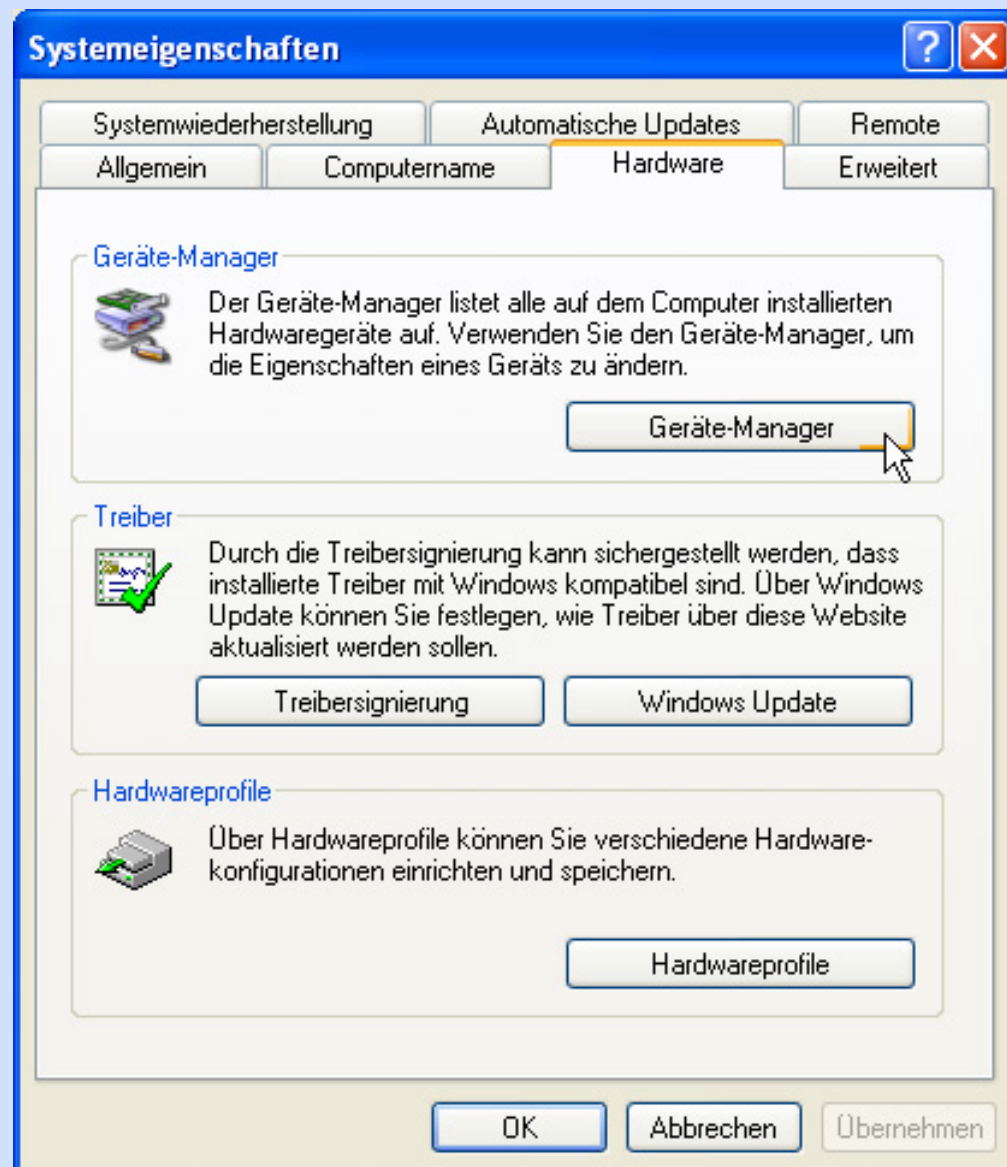 Systemeigenschaften
Systemwiederherstellung Automatische Updates Remote
Allgemein Computername Hardware Erweitert
Geräte-Manager
Der Geräte-Manager listet alle auf dem Computer installierten
Hardwaregeräte auf. Verwenden Sie den Geräte-Manager, um
die Eigenschaften eines Geräts zu ändern.
Geräte-Manager
Treiber
Durch die Treibersignierung kann sichergestellt werden, dass
installierte Treiber mit Windows kompatibel sind. Über Windows
Update können Sie festlegen, wie Treiber über diese Website
aktualisiert werden sollen.
Treibersignierung Windows Update
Hardwareprofile
Über Hardwareprofile können Sie verschiedene Hardware-
konfigurationen einrichten und speichern.
Hardwareprofile
OK Abbrechen Übernehmen